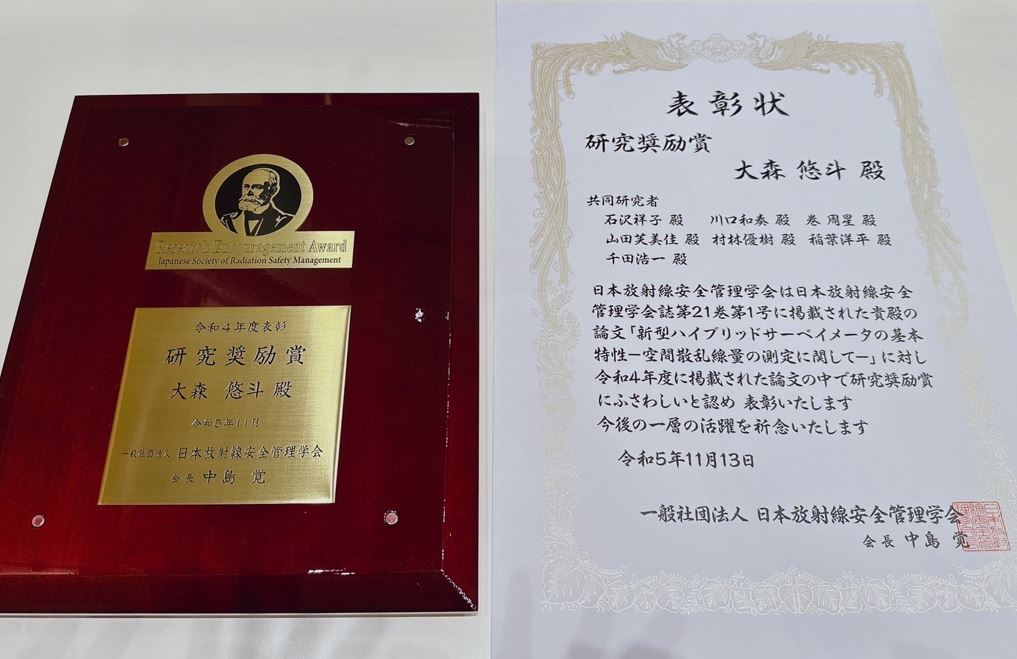 Research Encouragement Award
Japanese Society of Radiation Safety Management
令和4年度表彰
研究奨励賞
大森 悠斗 殿
令和5年11月
一般社団法人 日本放射線安全管理学会
会長 中島 覚
表彰状
研究奨励賞
大森 悠斗 殿
共同研究者
石沢祥子 殿 川口和奏 殿 巻 周星 殿
山田芙美佳 殿 村林優樹 殿 稲葉洋平 殿
千田浩一 殿
日本放射線安全管理学会は日本放射線安全
管理学会誌第21巻第1号に掲載された貴殿の
論文「新型ハイブリッドサーベイメータの基本
特性－空間散乱線量の測定に関して－」に対し
令和4年度に掲載された論文の中で研究奨励賞
にふさわしいと認め 表彰いたします
今後の一層の活躍を祈念いたします
令和5年11月13日
一般社団法人 日本放射線安全管理学会
会長 中島 覚